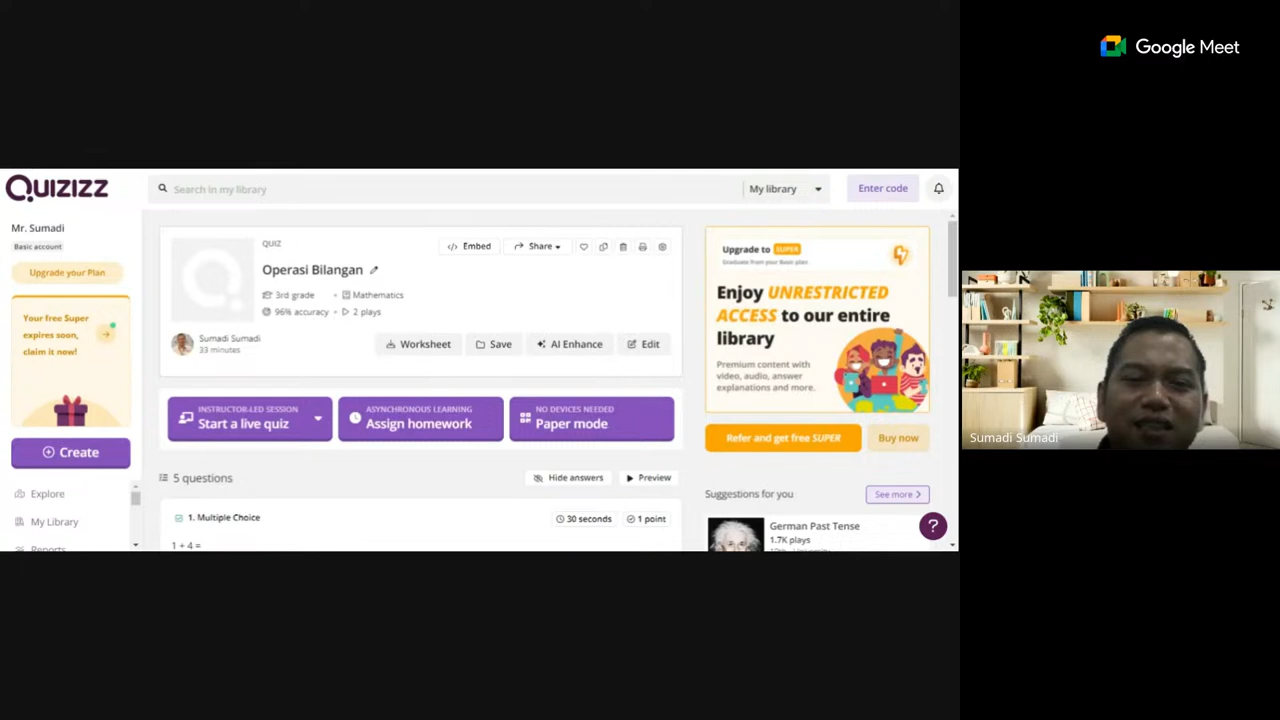 Google Meet
QUIZIZZ
Search in my library
My library
Enter code
Mr. Sumadi
Basic account
Upgrade your Plan
Your free Super
expires soon,
claim it now!
Create
Explore
My Library
Reports
QUIZ
Embed
Share
Operasi Bilangan
3rd grade
Mathematics
96% accuracy
2 plays
Sumadi Sumadi
33 minutes
Worksheet
Save
AI Enhance
Edit
INSTRUCTOR-LED SESSION
Start a live quiz
ASYNCHRONOUS LEARNING
Assign homework
NO DEVICES NEEDED
Paper mode
5 questions
Hide answers
Preview
1. Multiple Choice
30 seconds
1 point
1 + 4 =
Upgrade to SUPER
Graduate from your Basic plan
Enjoy UNRESTRICTED
ACCESS to our entire
library
Premium content with
video, audio, answer
explanations and more.
Refer and get free SUPER
Buy now
Suggestions for you
See more
German Past Tense
1.7K plays
?
Sumadi Sumadi